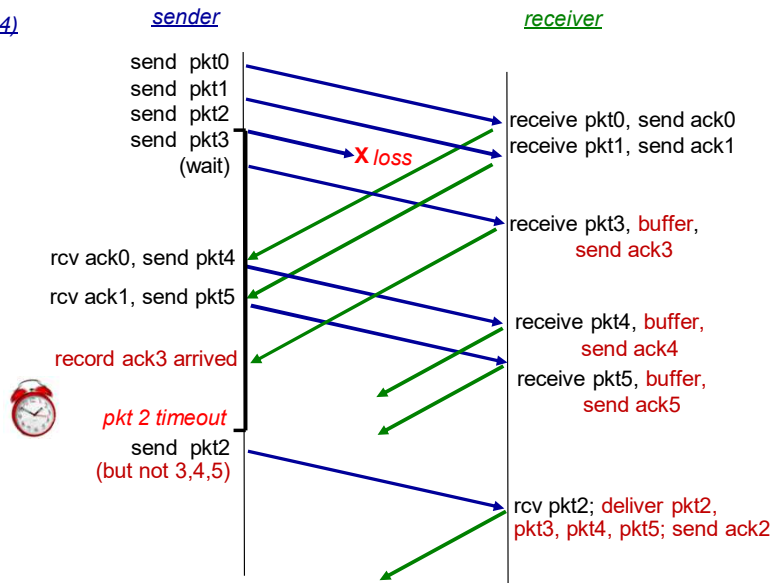 4)
sender
receiver
send pkt0
send pkt1
send pkt2
send pkt3
(wait)
X loss
receive pkt0, send ack0
receive pkt1, send ack1
receive pkt3, buffer,
send ack3
rcv ack0, send pkt4
rcv ack1, send pkt5
record ack3 arrived
receive pkt4, buffer,
send ack4
receive pkt5, buffer,
send ack5
pkt 2 timeout
send pkt2
(but not 3,4,5)
rcv pkt2; deliver pkt2,
pkt3, pkt4, pkt5; send ack2